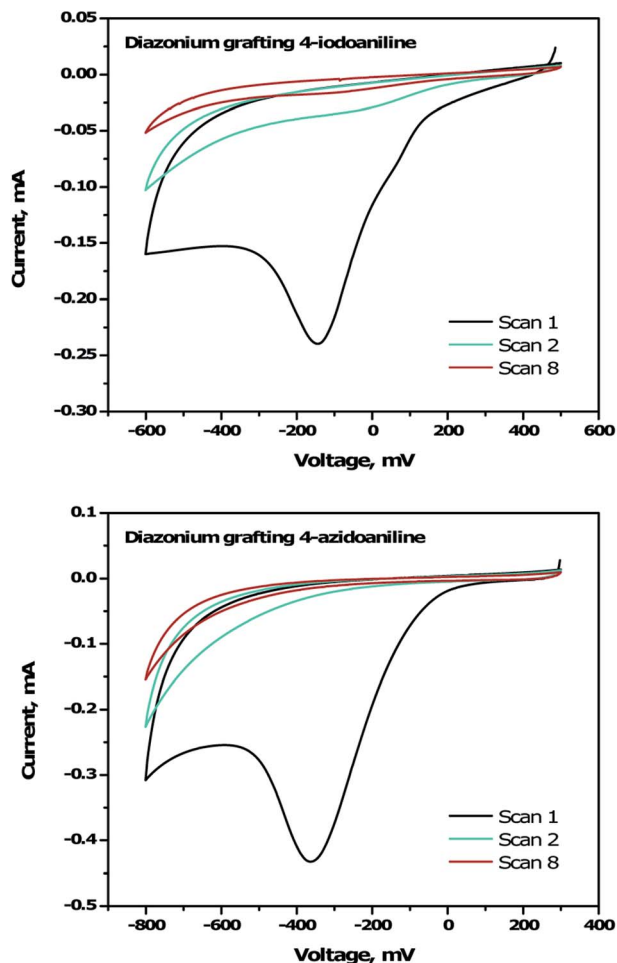 0.05
Diazonium grafting 4-iodoaniline
0.00
-0.05
-0.10
-0.15
-0.20
-0.25
-0.30
Current, mA
Scan 1
Scan 2
Scan 8
-600 -400 -200 0 200 400 600
Voltage, mV
0.1
Diazonium grafting 4-azidoaniline
0.0
-0.1
-0.2
-0.3
-0.4
-0.5
Current, mA
Scan 1
Scan 2
Scan 8
-800 -600 -400 -200 0 200 400
Voltage, mV